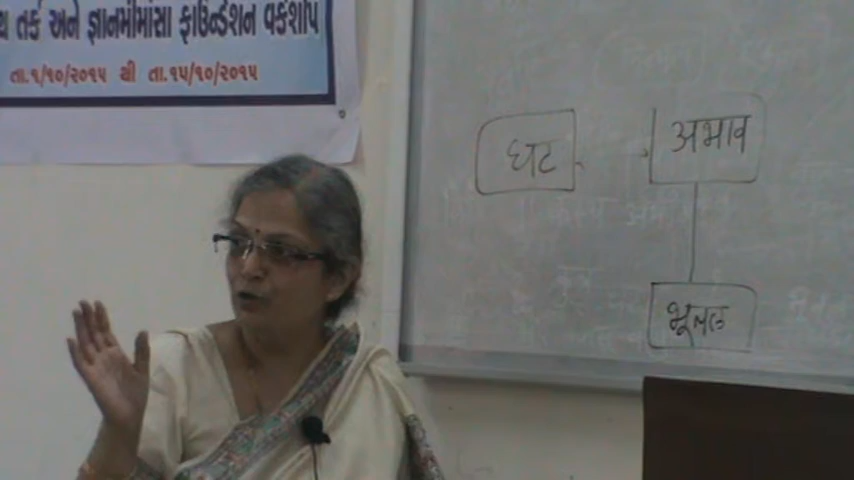 તર્ક અને જ્ઞાનમીમાંસા ફાઉન્ડેશન વર્કશોપ
તા.૧/૧૦/૨૦૧૫ થી તા.૧૫/૧૦/૨૦૧૫
घट
अभाव
भूतल